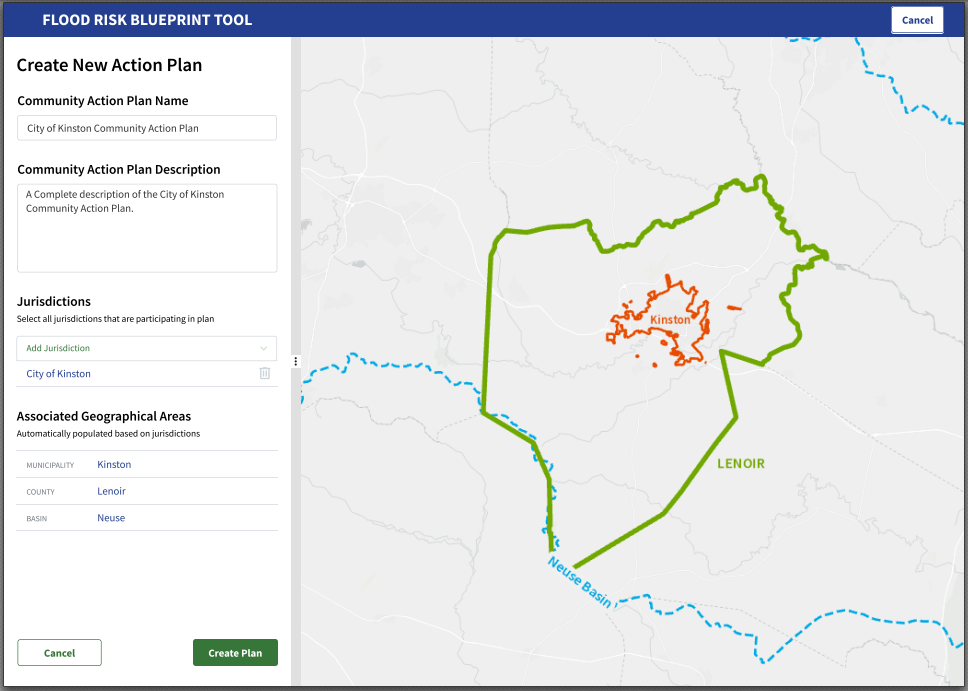 FLOOD RISK BLUEPRINT TOOL
Cancel
Create New Action Plan
Community Action Plan Name
City of Kinston Community Action Plan
Community Action Plan Description
A Complete description of the City of Kinston
Community Action Plan.
Jurisdictions
Select all jurisdictions that are participating in plan
Add Jurisdiction
City of Kinston
Associated Geographical Areas
Automatically populated based on jurisdictions
MUNICIPALITY Kinston
COUNTY Lenoir
BASIN Neuse
Cancel
Create Plan
Kinston
LENOIR
Neuse Basin